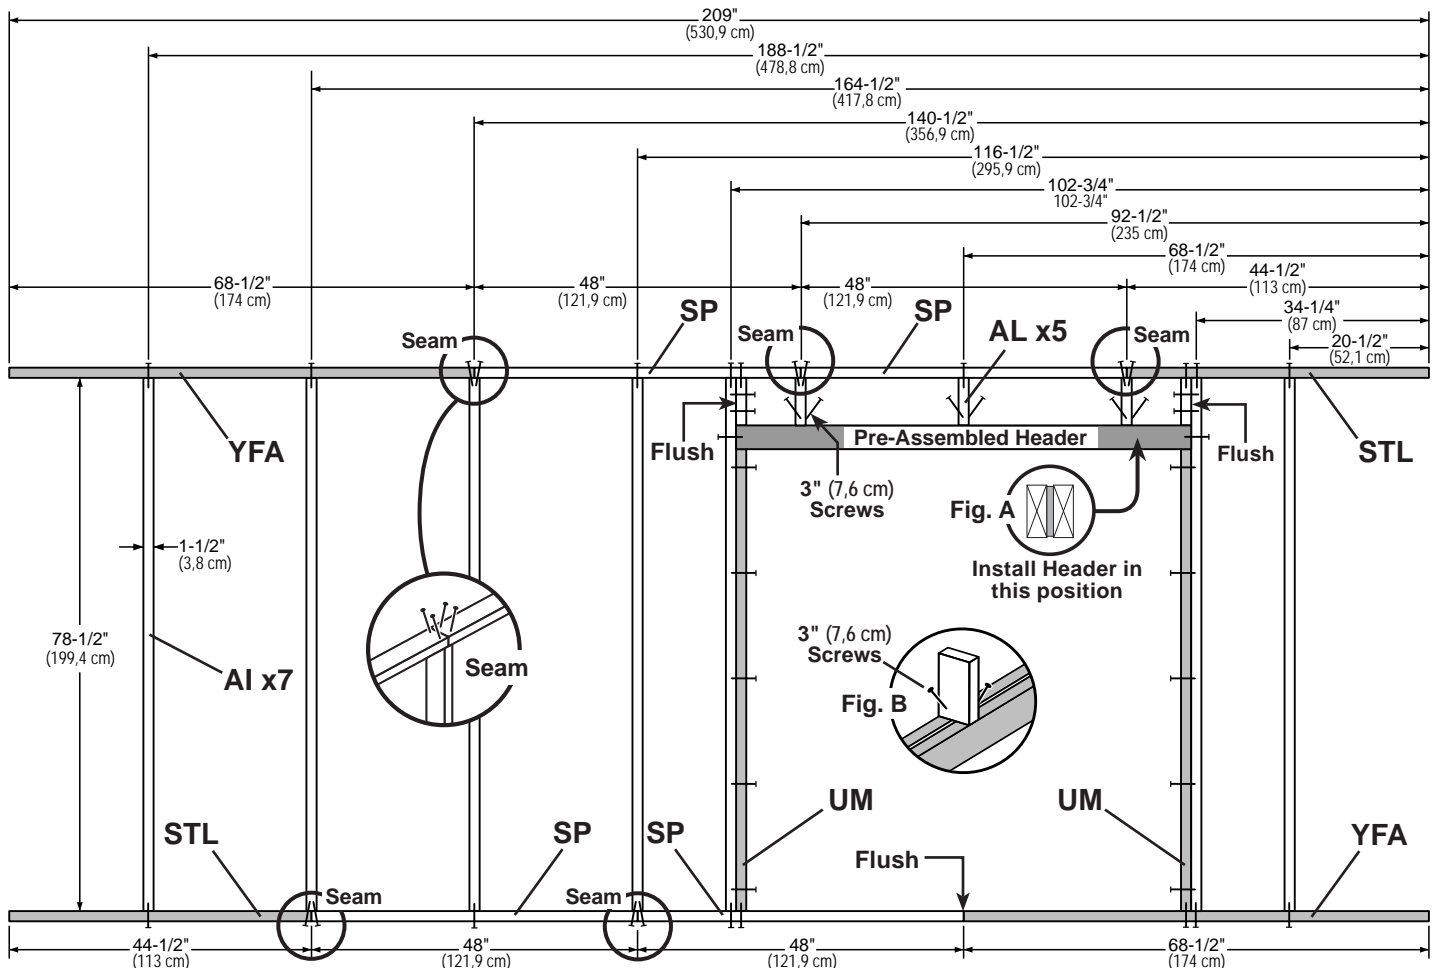 209"
(530,9 cm)
188-1/2"
(478,8 cm)
164-1/2"
(417,8 cm)
140-1/2"
(356,9 cm)
116-1/2"
(295,9 cm)
102-3/4"
102-3/4"
92-1/2"
(235 cm)
68-1/2"
(174 cm)
68-1/2"
(174 cm)
48"
(121,9 cm)
48"
(121,9 cm)
44-1/2"
(113 cm)
34-1/4"
(87 cm)
20-1/2"
(52,1 cm)
Seam
SP
Seam
SP
AL x5
Seam
YFA
Flush
Pre-Assembled Header
Flush
STL
3" (7,6 cm)
Screws
Fig. A
Install Header in
this position
1-1/2"
(3,8 cm)
78-1/2"
(199,4 cm)
AI x7
Seam
3" (7,6 cm)
Screws
Fig. B
UM
UM
STL
SP
SP
Flush
YFA
Seam
Seam
44-1/2"
(113 cm)
48"
(121,9 cm)
48"
(121,9 cm)
68-1/2"
(174 cm)